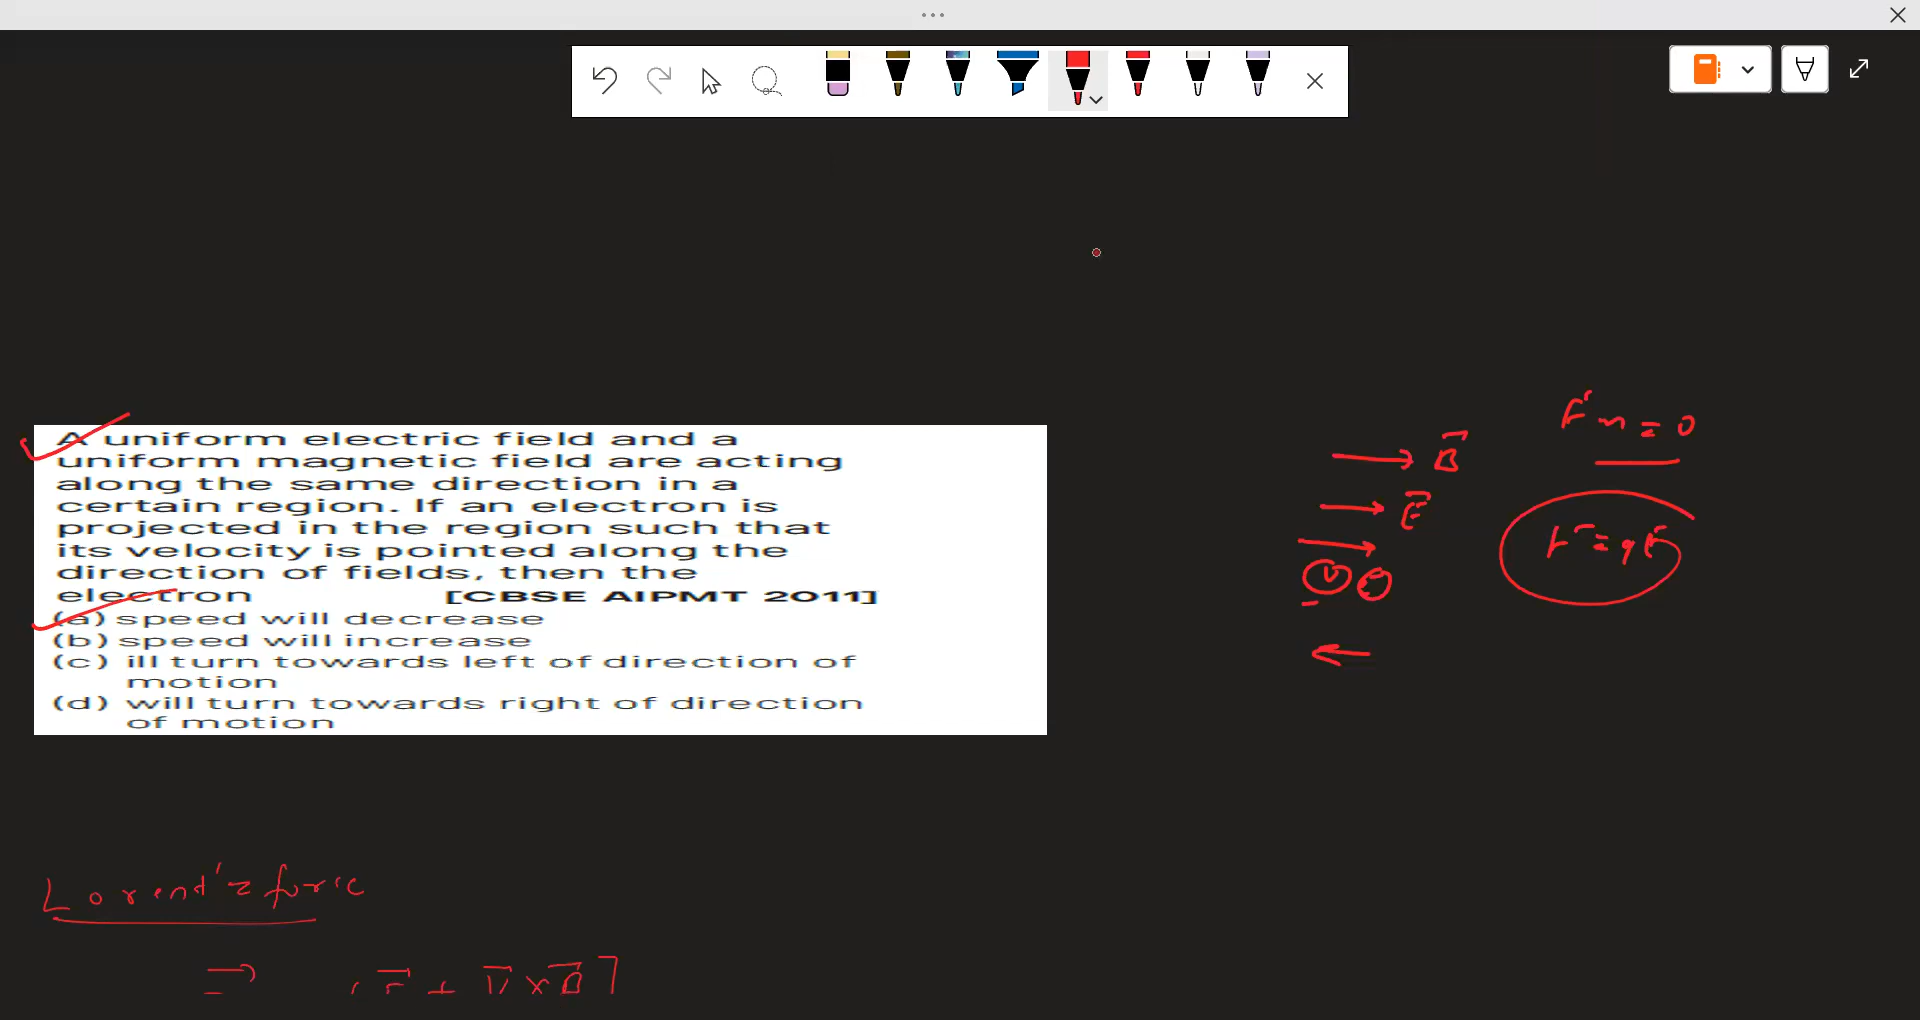 A uniform electric field and a
uniform magnetic field are acting
along the same direction in a
certain region. If an electron is
projected in the region such that
its velocity is pointed along the
direction of fields, then the
electron [CBSE AIPMT 2011]
(a) speed will decrease
(b) speed will increase
(c) ill turn towards left of direction of
motion
(d) will turn towards right of direction
of motion
B
E
V e
Fm = 0
F = qE
Lorent'z force
E + V × B ]